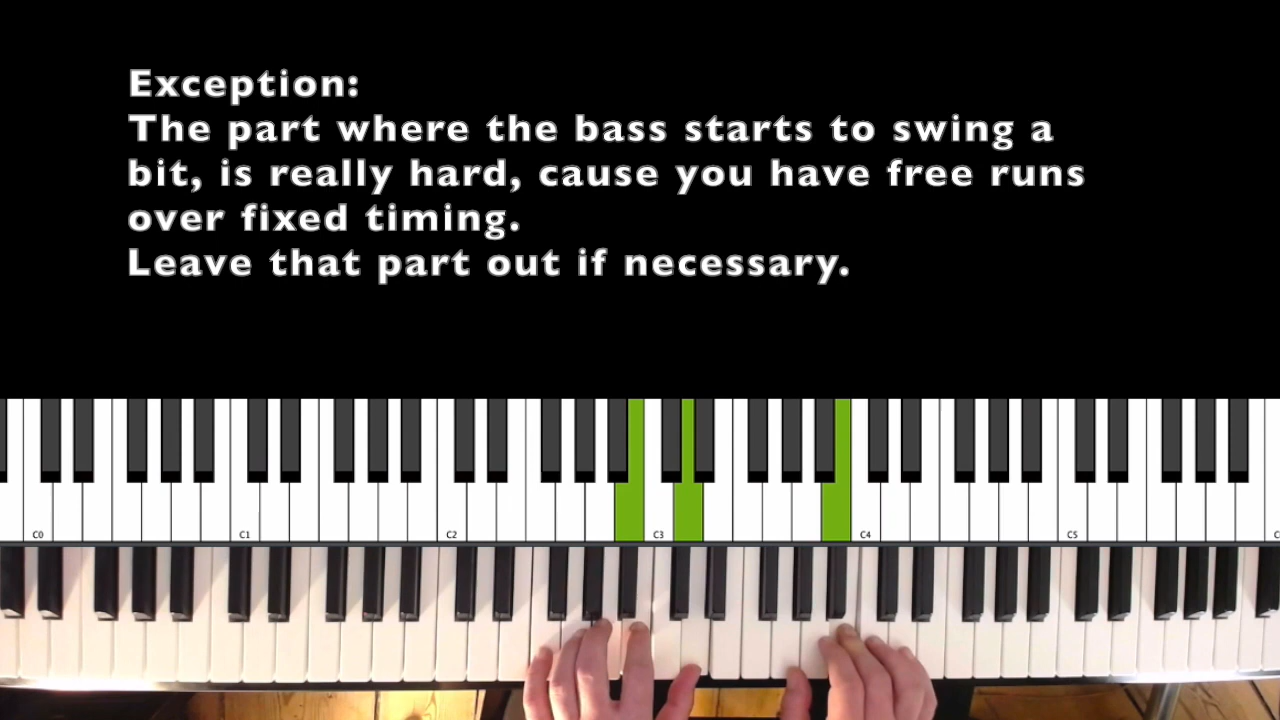 Exception:
The part where the bass starts to swing a
bit, is really hard, cause you have free runs
over fixed timing.
Leave that part out if necessary.
C0 C1 C2 C3 C4 C5 C